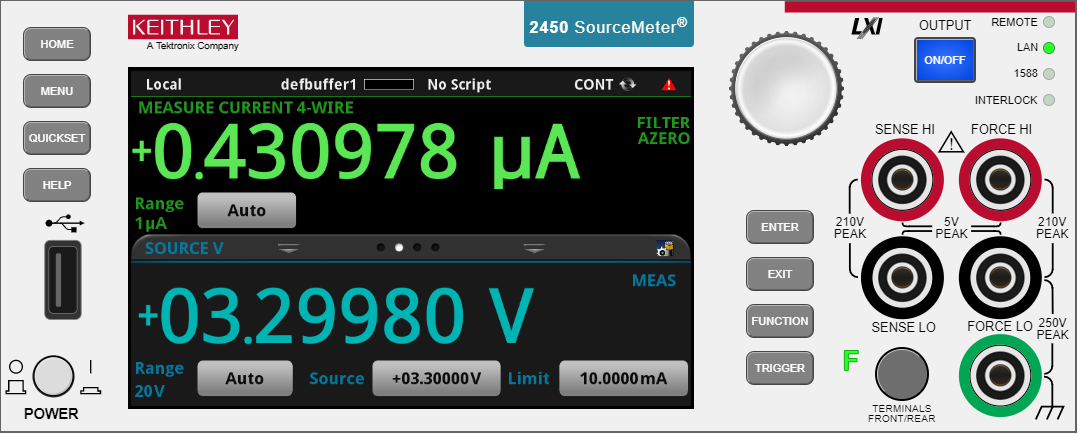 HOME
MENU
QUICKSET
HELP
POWER
KEITHLEY
A Tektronix Company
2450 SourceMeter®
Local defbuffer1 No Script CONT
MEASURE CURRENT 4-WIRE
+0.430978 µA
FILTER
AZERO
Range
1µA
Auto
SOURCE V
MEAS
+03.29980 V
Range
20V
Auto
Source
+03.30000V
Limit
10.0000mA
LXI
OUTPUT
ON/OFF
REMOTE
LAN
1588
INTERLOCK
SENSE HI
FORCE HI
210V
PEAK
5V
PEAK
210V
PEAK
SENSE LO
FORCE LO
250V
PEAK
ENTER
EXIT
FUNCTION
TRIGGER
F
TERMINALS
FRONT/REAR